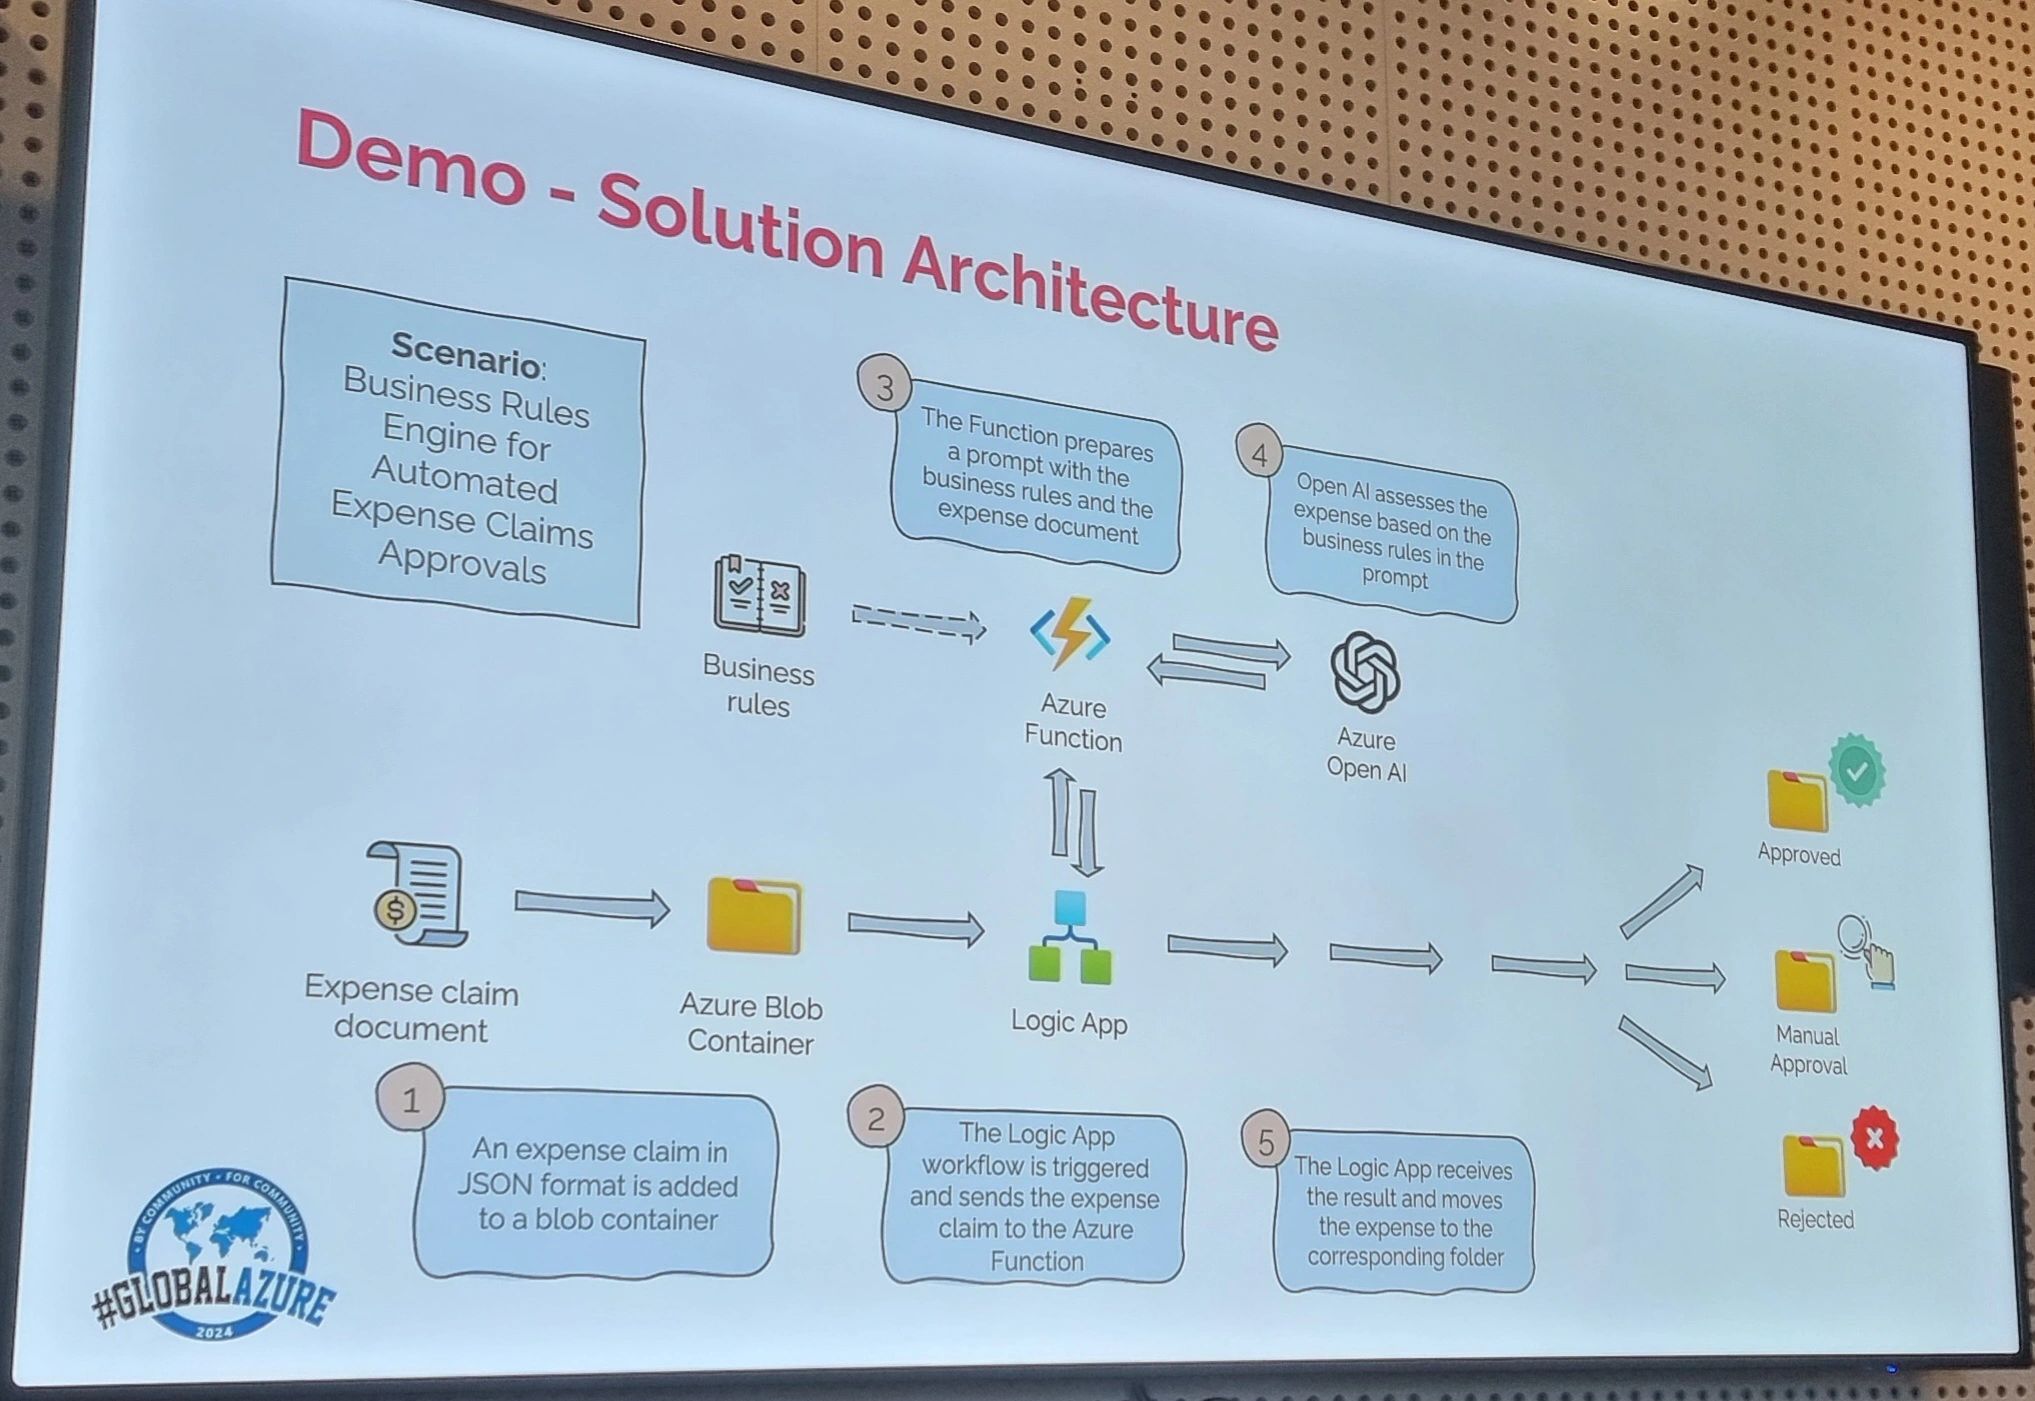 Demo - Solution Architecture
Scenario:
Business Rules
Engine for
Automated
Expense Claims
Approvals
3
The Function prepares
a prompt with the
business rules and the
expense document
4
Open AI assesses the
expense based on the
business rules in the
prompt
Business
rules
Azure
Function
Azure
Open AI
Approved
Expense claim
document
Azure Blob
Container
Logic App
Manual
Approval
Rejected
1
An expense claim in
JSON format is added
to a blob container
2
The Logic App
workflow is triggered
and sends the expense
claim to the Azure
Function
5
The Logic App receives
the result and moves
the expense to the
corresponding folder
$
• BY COMMUNITY • FOR COMMUNITY •
#GLOBALAZURE
2024